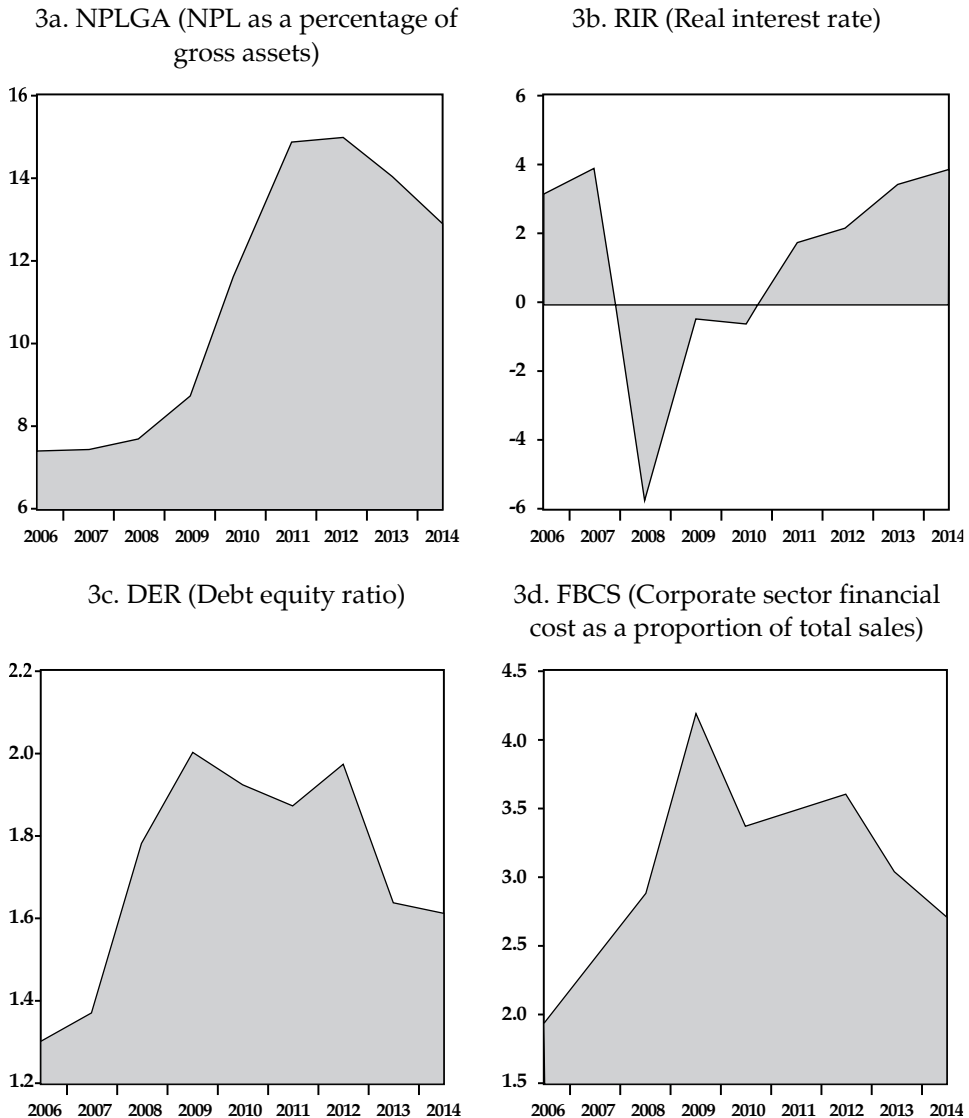 3a. NPLGA (NPL as a percentage of
gross assets)
16
14
12
10
8
6
2006 2007 2008 2009 2010 2011 2012 2013 2014
3b. RIR (Real interest rate)
6
4
2
0
-2
-4
-6
2006 2007 2008 2009 2010 2011 2012 2013 2014
3c. DER (Debt equity ratio)
2.2
2.0
1.8
1.6
1.4
1.2
2006 2007 2008 2009 2010 2011 2012 2013 2014
3d. FBCS (Corporate sector financial
cost as a proportion of total sales)
4.5
4.0
3.5
3.0
2.5
2.0
1.5
2006 2007 2008 2009 2010 2011 2012 2013 2014